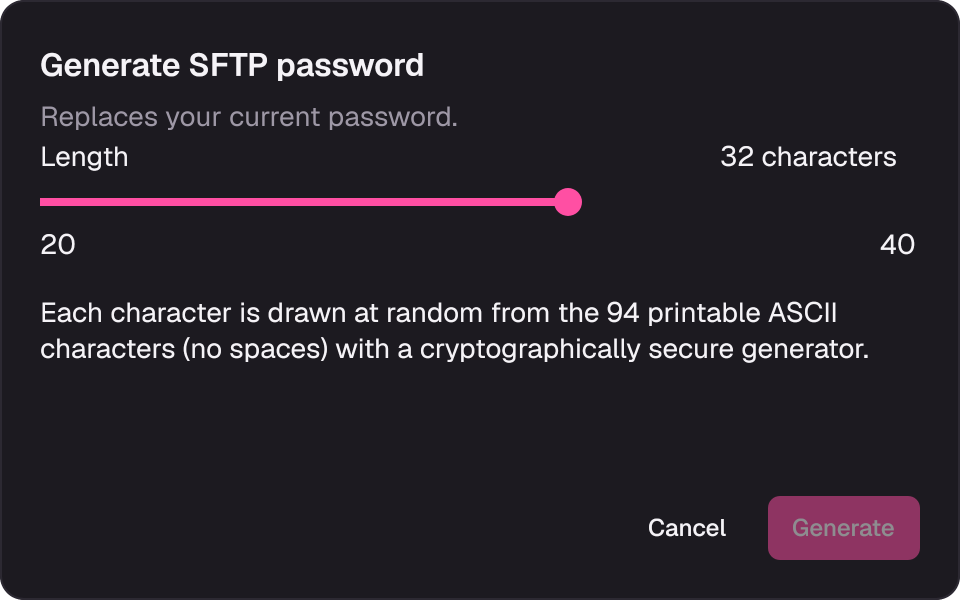 Generate SFTP password
Replaces your current password.
Length 32 characters
20 40
Each character is drawn at random from the 94 printable ASCII
characters (no spaces) with a cryptographically secure generator.
Cancel Generate